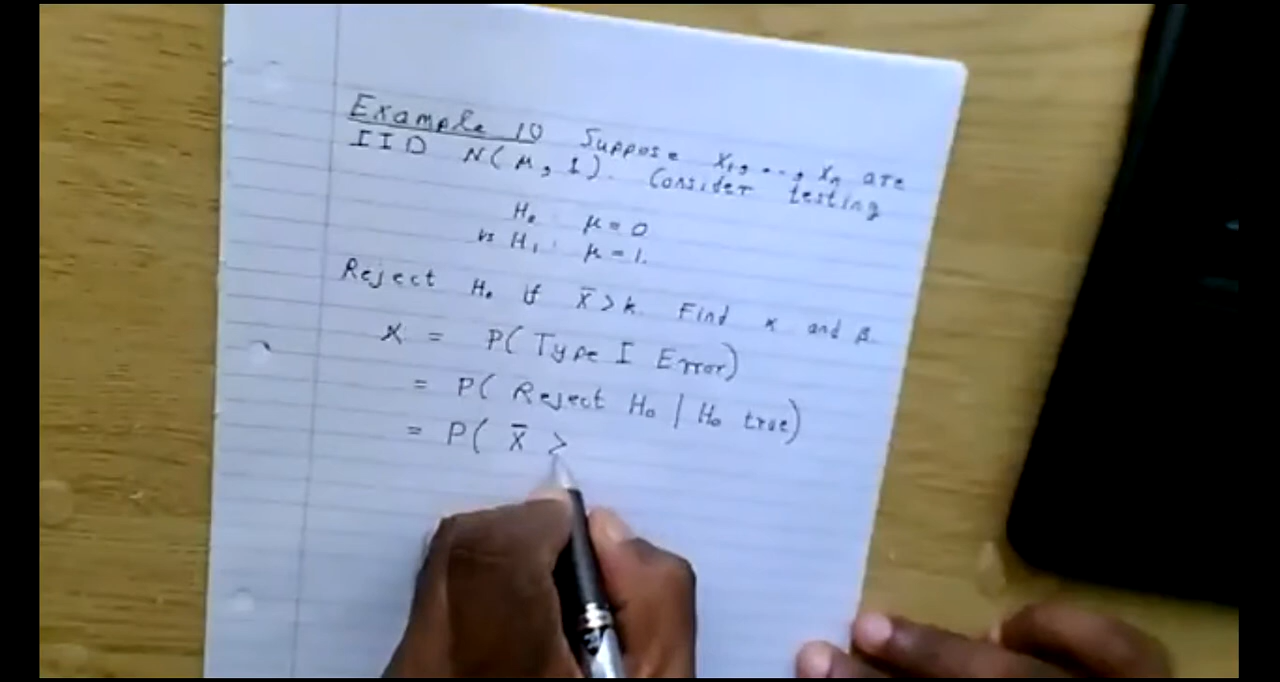 Example 10 Suppose X₁, ..., Xₙ are
IID N(μ, 1). Consider testing
H₀: μ = 0
vs H₁: μ = 1.
Reject H₀ if X̄ > k. Find α and β.
α = P( Type I Error)
= P( Reject H₀ | H₀ true)
= P( X̄ >